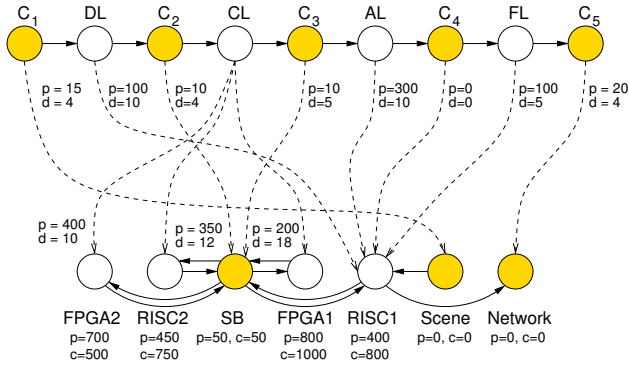 C1 DL C2 CL C3 AL C4 FL C5
p = 15 p=100 p=10 p=10 p=300 p=0 p=100 p = 20
d = 4 d=10 d=4 d=5 d=10 d=0 d=5 d = 4
p = 400 p = 350 p = 200
d = 10 d = 12 d = 18
FPGA2 RISC2 SB FPGA1 RISC1 Scene Network
p=700 p=450 p=50, c=50 p=800 p=400 p=0, c=0 p=0, c=0
c=500 c=750 c=1000 c=800